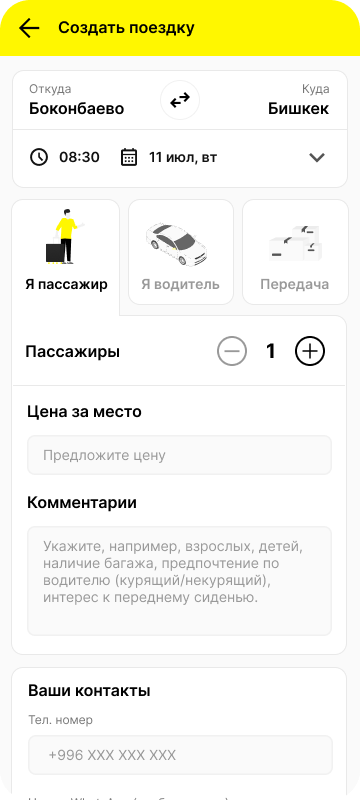 Создать поездку
Откуда
Куда
Боконбаево
Бишкек
08:30
11 июл, вт
Я пассажир
Я водитель
Передача
Пассажиры
1
Цена за место
Предложите цену
Комментарии
Укажите, например, взрослых, детей,
наличие багажа, предпочтение по
водителю (курящий/некурящий),
интерес к переднему сиденью.
Ваши контакты
Тел. номер
+996 XXX XXX XXX